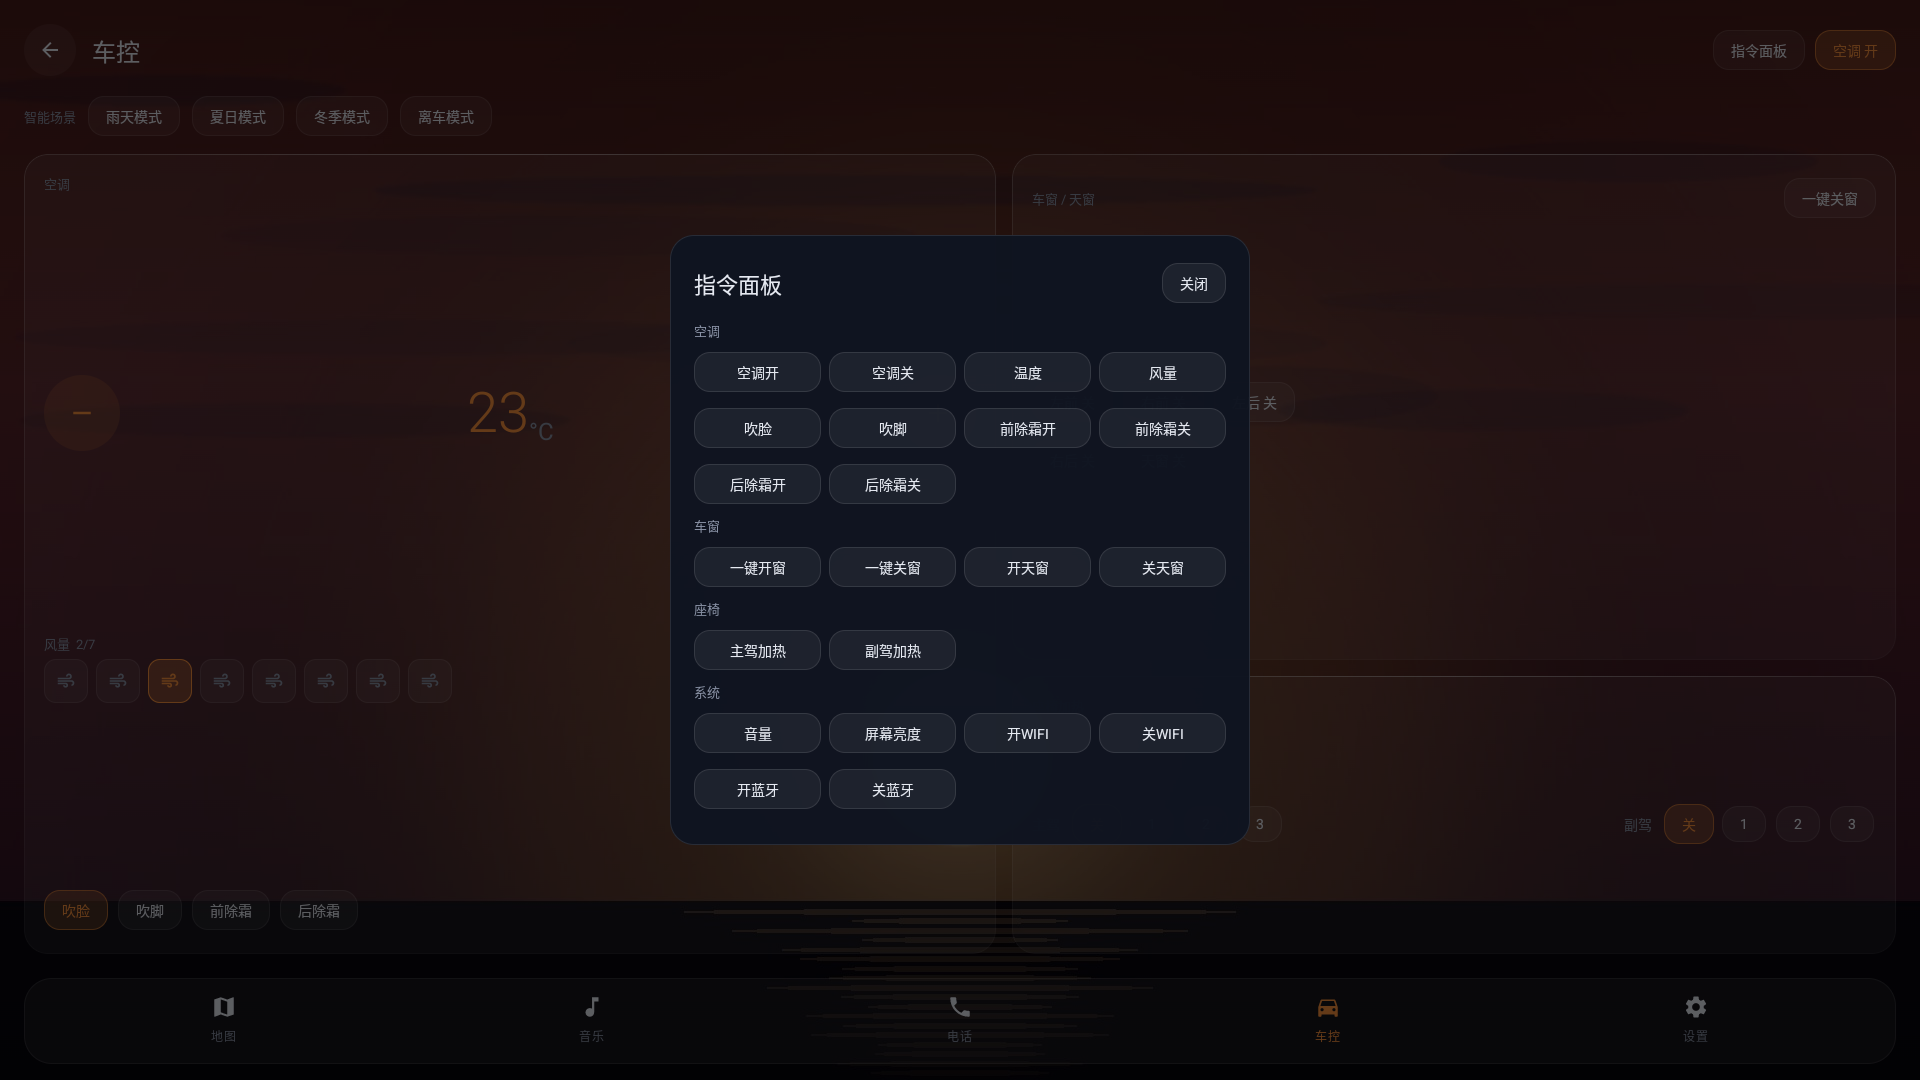 车控
指令面板
空调 开
智能场景
雨天模式
夏日模式
冬季模式
离车模式
空调
车窗 / 天窗
一键关窗
23°C
后 关
风量 2/7
吹脸
吹脚
前除霜
后除霜
3
副驾
关
1
2
3
指令面板
关闭
空调
空调开
空调关
温度
风量
吹脸
吹脚
前除霜开
前除霜关
后除霜开
后除霜关
车窗
一键开窗
一键关窗
开天窗
关天窗
座椅
主驾加热
副驾加热
系统
音量
屏幕亮度
开WIFI
关WIFI
开蓝牙
关蓝牙
地图
音乐
电话
车控
设置